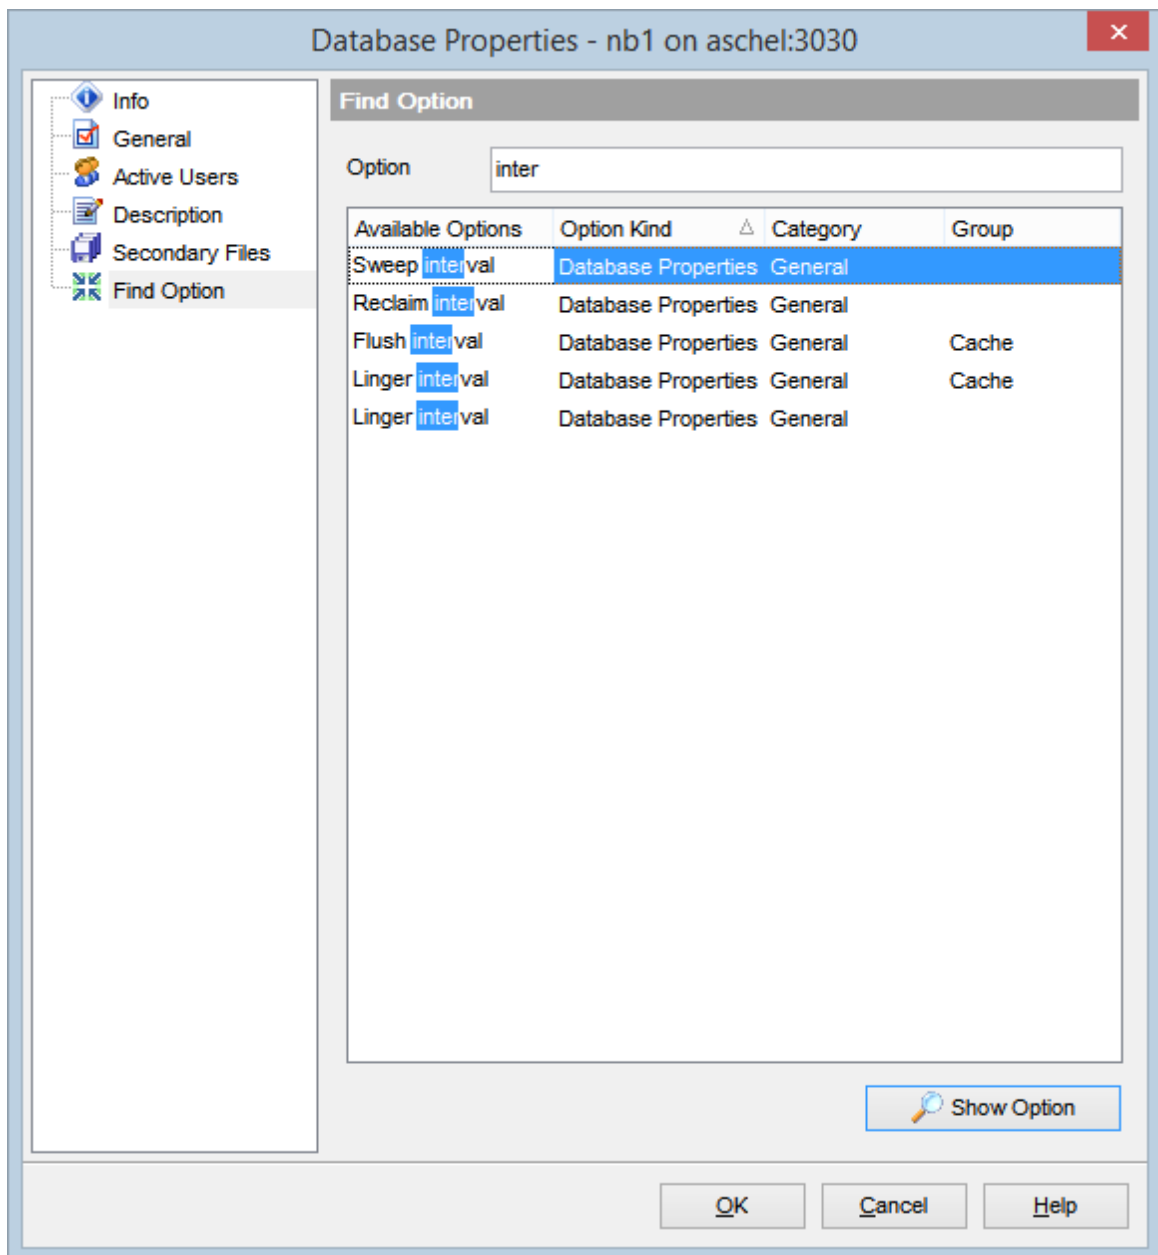 Database Properties - nb1 on aschel:3030
Info
General
Active Users
Description
Secondary Files
Find Option
Find Option
Option inter
Available Options Option Kind Category Group
Sweep interval Database Properties General
Reclaim interval Database Properties General
Flush interval Database Properties General Cache
Linger interval Database Properties General Cache
Linger interval Database Properties General
Show Option
OK Cancel Help